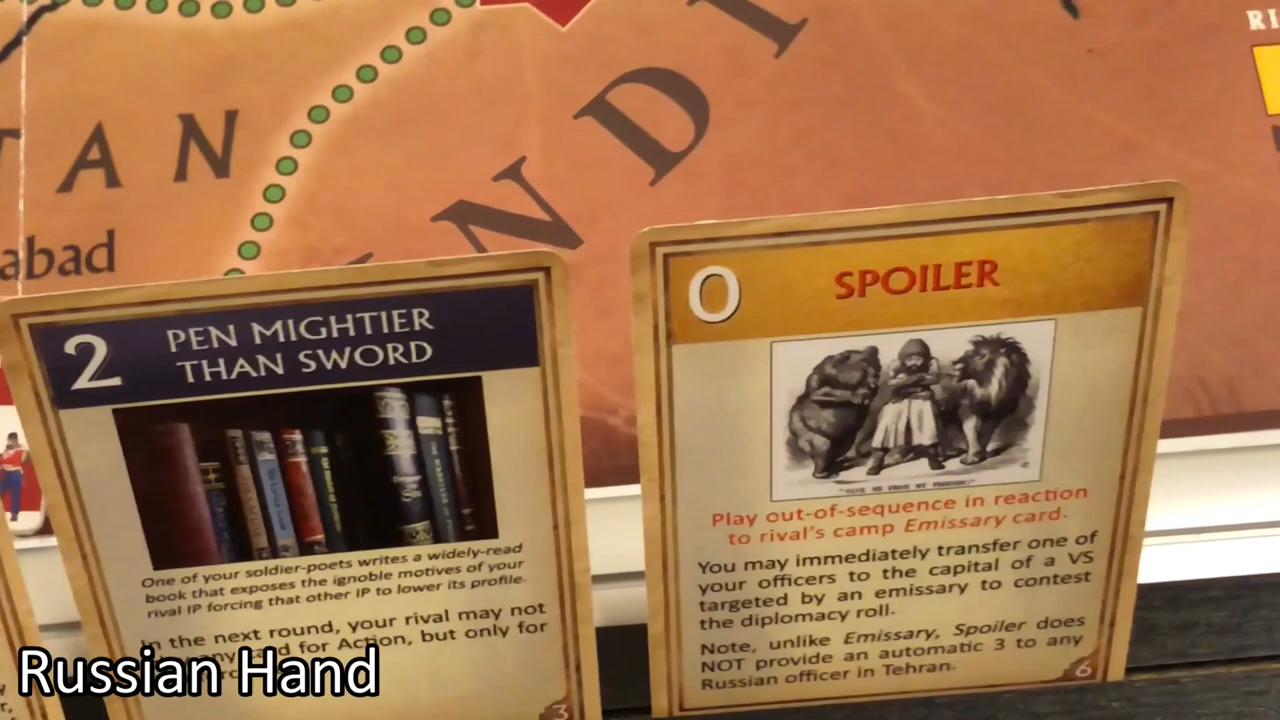 RI
TAN
NDI
abad
2
PEN MIGHTIER
THAN SWORD
One of your soldier-poets writes a widely-read
book that exposes the ignoble motives of your
rival IP forcing that other IP to lower its profile.
In the next round, your rival may not
any card for Action, but only for
3
0
SPOILER
Play out-of-sequence in reaction
to rival's camp Emissary card.
You may immediately transfer one of
your officers to the capital of a VS
targeted by an emissary to contest
the diplomacy roll.
Note, unlike Emissary, Spoiler does
NOT provide an automatic 3 to any
Russian officer in Tehran.
6
Russian Hand